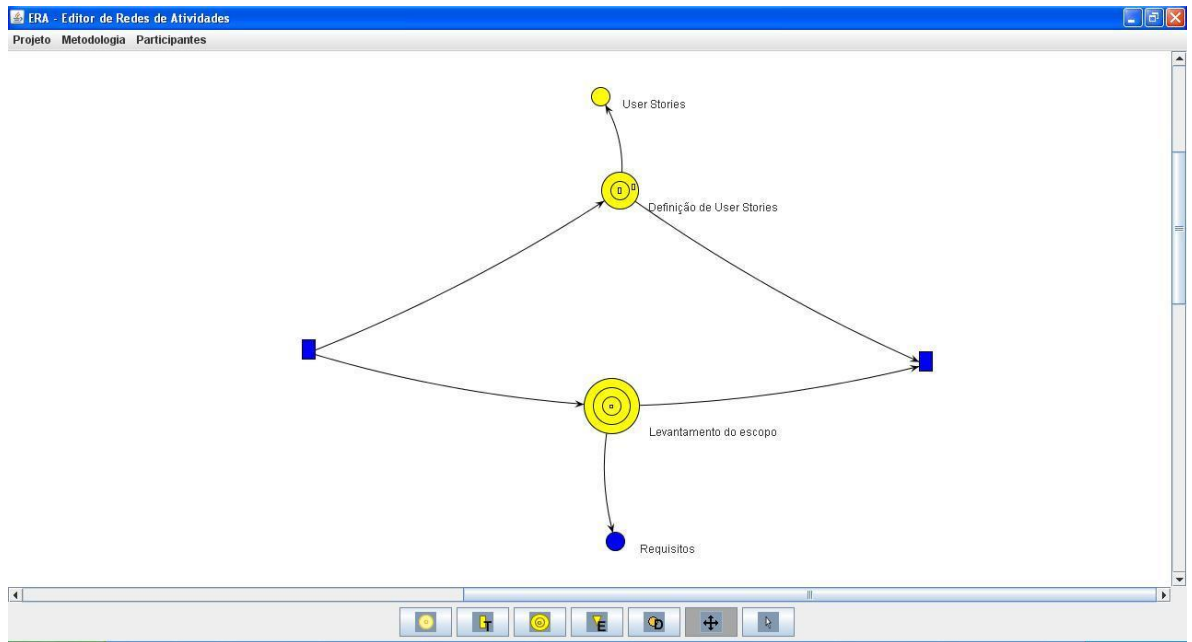 ERA - Editor de Redes de Atividades
Projeto Metodologia Participantes
User Stories
Definição de User Stories
Levantamento do escopo
Requisitos
T
E
D